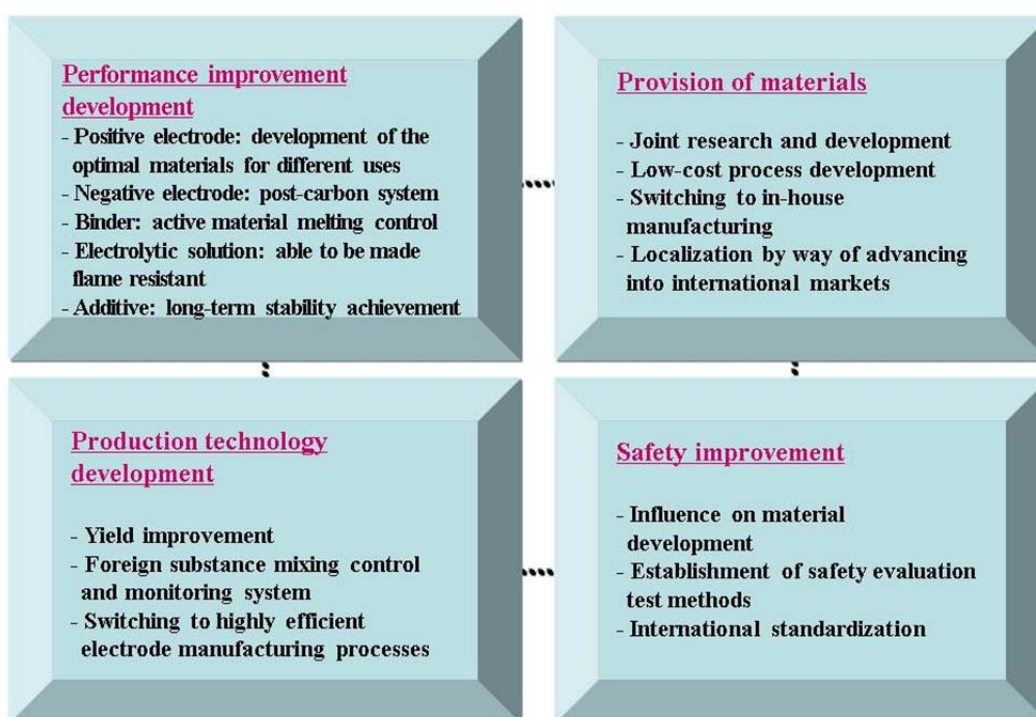 Performance improvement
development
- Positive electrode: development of the
optimal materials for different uses
- Negative electrode: post-carbon system
- Binder: active material melting control
- Electrolytic solution: able to be made
flame resistant
- Additive: long-term stability achievement
Provision of materials
- Joint research and development
- Low-cost process development
- Switching to in-house
manufacturing
- Localization by way of advancing
into international markets
Production technology
development
- Yield improvement
- Foreign substance mixing control
and monitoring system
- Switching to highly efficient
electrode manufacturing processes
Safety improvement
- Influence on material
development
- Establishment of safety evaluation
test methods
- International standardization